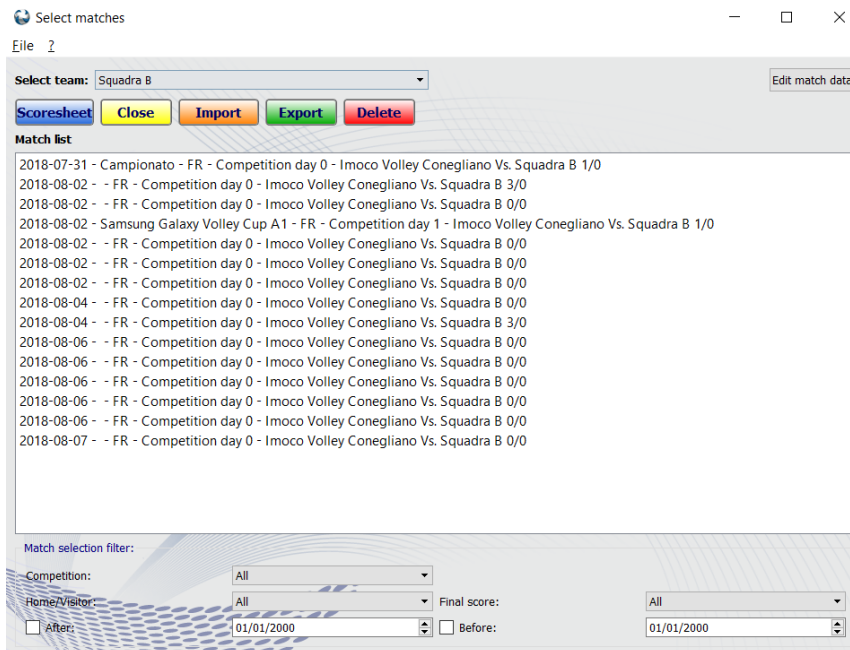 Select matches
File ?
Select team: Squadra B Edit match data
Scoresheet Close Import Export Delete
Match list
2018-07-31 - Campionato - FR - Competition day 0 - Imoco Volley Conegliano Vs. Squadra B 1/0
2018-08-02 - - FR - Competition day 0 - Imoco Volley Conegliano Vs. Squadra B 3/0
2018-08-02 - - FR - Competition day 0 - Imoco Volley Conegliano Vs. Squadra B 0/0
2018-08-02 - Samsung Galaxy Volley Cup A1 - FR - Competition day 1 - Imoco Volley Conegliano Vs. Squadra B 1/0
2018-08-02 - - FR - Competition day 0 - Imoco Volley Conegliano Vs. Squadra B 0/0
2018-08-02 - - FR - Competition day 0 - Imoco Volley Conegliano Vs. Squadra B 0/0
2018-08-02 - - FR - Competition day 0 - Imoco Volley Conegliano Vs. Squadra B 0/0
2018-08-04 - - FR - Competition day 0 - Imoco Volley Conegliano Vs. Squadra B 0/0
2018-08-04 - - FR - Competition day 0 - Imoco Volley Conegliano Vs. Squadra B 3/0
2018-08-06 - - FR - Competition day 0 - Imoco Volley Conegliano Vs. Squadra B 0/0
2018-08-06 - - FR - Competition day 0 - Imoco Volley Conegliano Vs. Squadra B 0/0
2018-08-06 - - FR - Competition day 0 - Imoco Volley Conegliano Vs. Squadra B 0/0
2018-08-06 - - FR - Competition day 0 - Imoco Volley Conegliano Vs. Squadra B 0/0
2018-08-06 - - FR - Competition day 0 - Imoco Volley Conegliano Vs. Squadra B 0/0
2018-08-07 - - FR - Competition day 0 - Imoco Volley Conegliano Vs. Squadra B 0/0
Match selection filter:
Competition: All
Home/Visitor: All Final score: All
After: 01/01/2000 Before: 01/01/2000